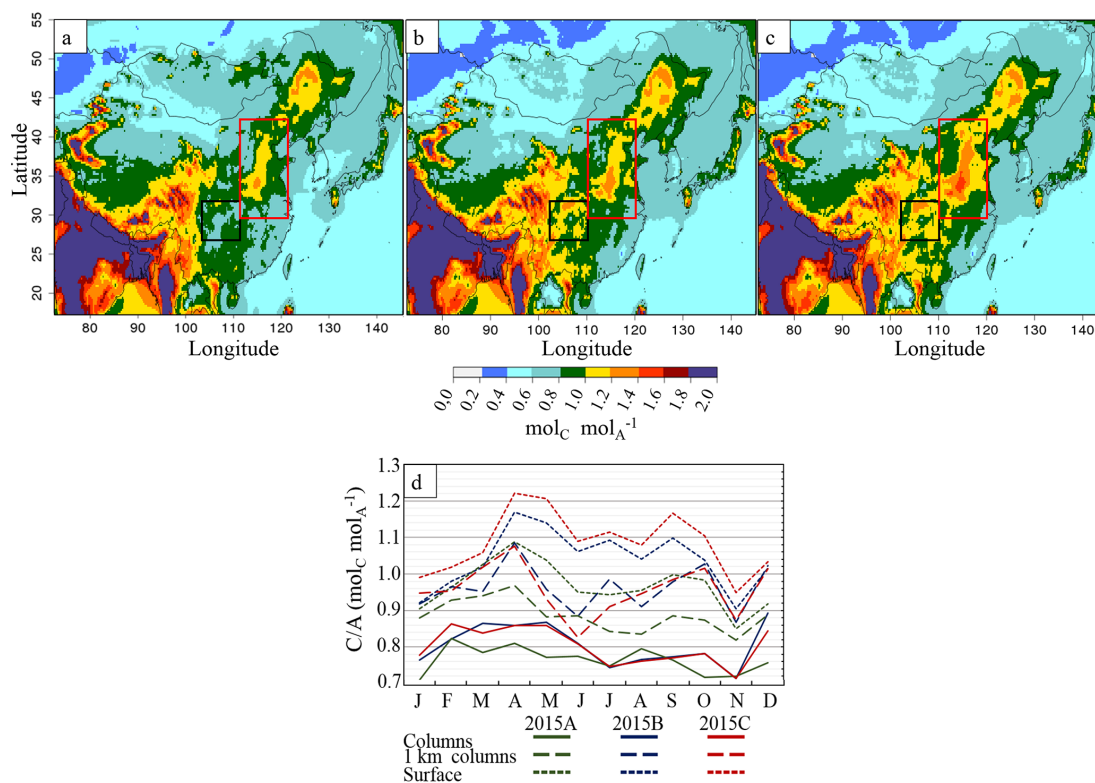 a
b
c
55
50
45
40
35
30
25
20
Latitude
80 90 100 110 120 130 140
80 90 100 110 120 130 140
80 90 100 110 120 130 140
Longitude
Longitude
Longitude
0,0 0.2 0.4 0.6 0.8 1.0 1.2 1.4 1.6 1.8 2.0
mol_C mol_A^-1
d
1.3
1.2
1.1
1.0
0.9
0.8
0.7
C/A (mol_C mol_A^-1)
J F M A M J J A S O N D
2015A 2015B 2015C
Columns
1 km columns
Surface